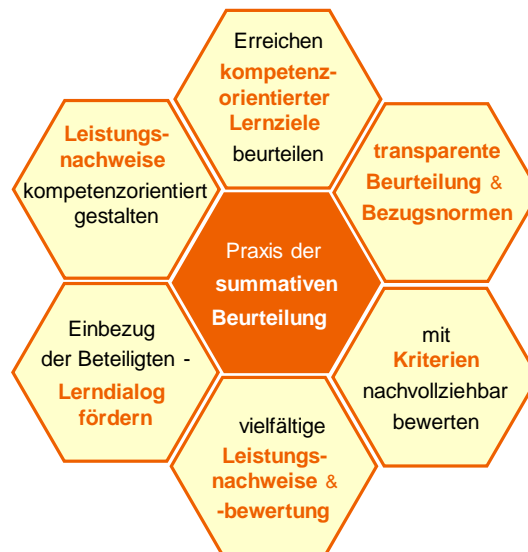 Erreichen
kompetenz-
orientierter
Lernziele
beurteilen
transparente
Beurteilung &
Bezugsnormen
mit
Kriterien
nachvollziehbar
bewerten
vielfältige
Leistungs-
nachweise &
-bewertung
Einbezug
der Beteiligten -
Lerndialog
fördern
Leistungs-
nachweise
kompetenzorientiert
gestalten
Praxis der
summativen
Beurteilung